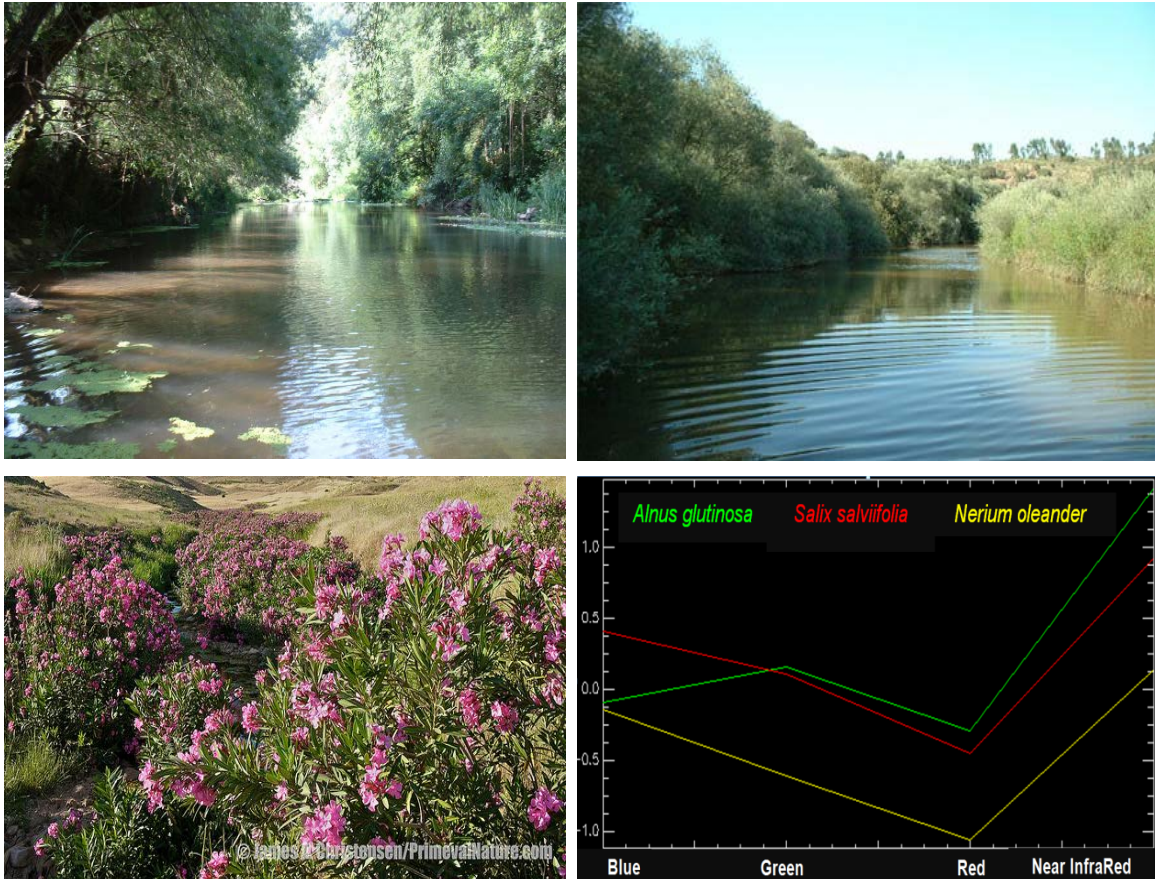 © James L Christensen/PrimevalNature.com
Alnus glutinosa Salix salviifolia Nerium oleander
1.0
0.5
0.0
-0.5
-1.0
Blue Green Red Near InfraRed